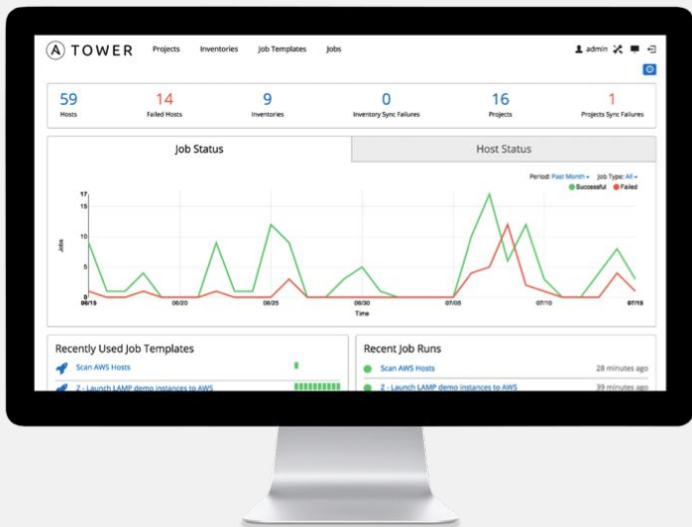 A TOWER Projects Inventories Job Templates Jobs admin
59 14 9 0 16 1
Hosts Failed Hosts Inventories Inventory Sync Failures Projects Projects Sync Failures
Job Status Host Status
Period: Past Month Job Type: All
Successful Failed
17
15
10
5
0
Jobs
06/15 06/20 06/25 06/30 07/05 07/10 07/15
Time
Recently Used Job Templates Recent Job Runs
Scan AWS Hosts Scan AWS Hosts 28 minutes ago
Z - Launch LAMP demo instances to AWS Z - Launch LAMP demo instances to AWS 39 minutes ago